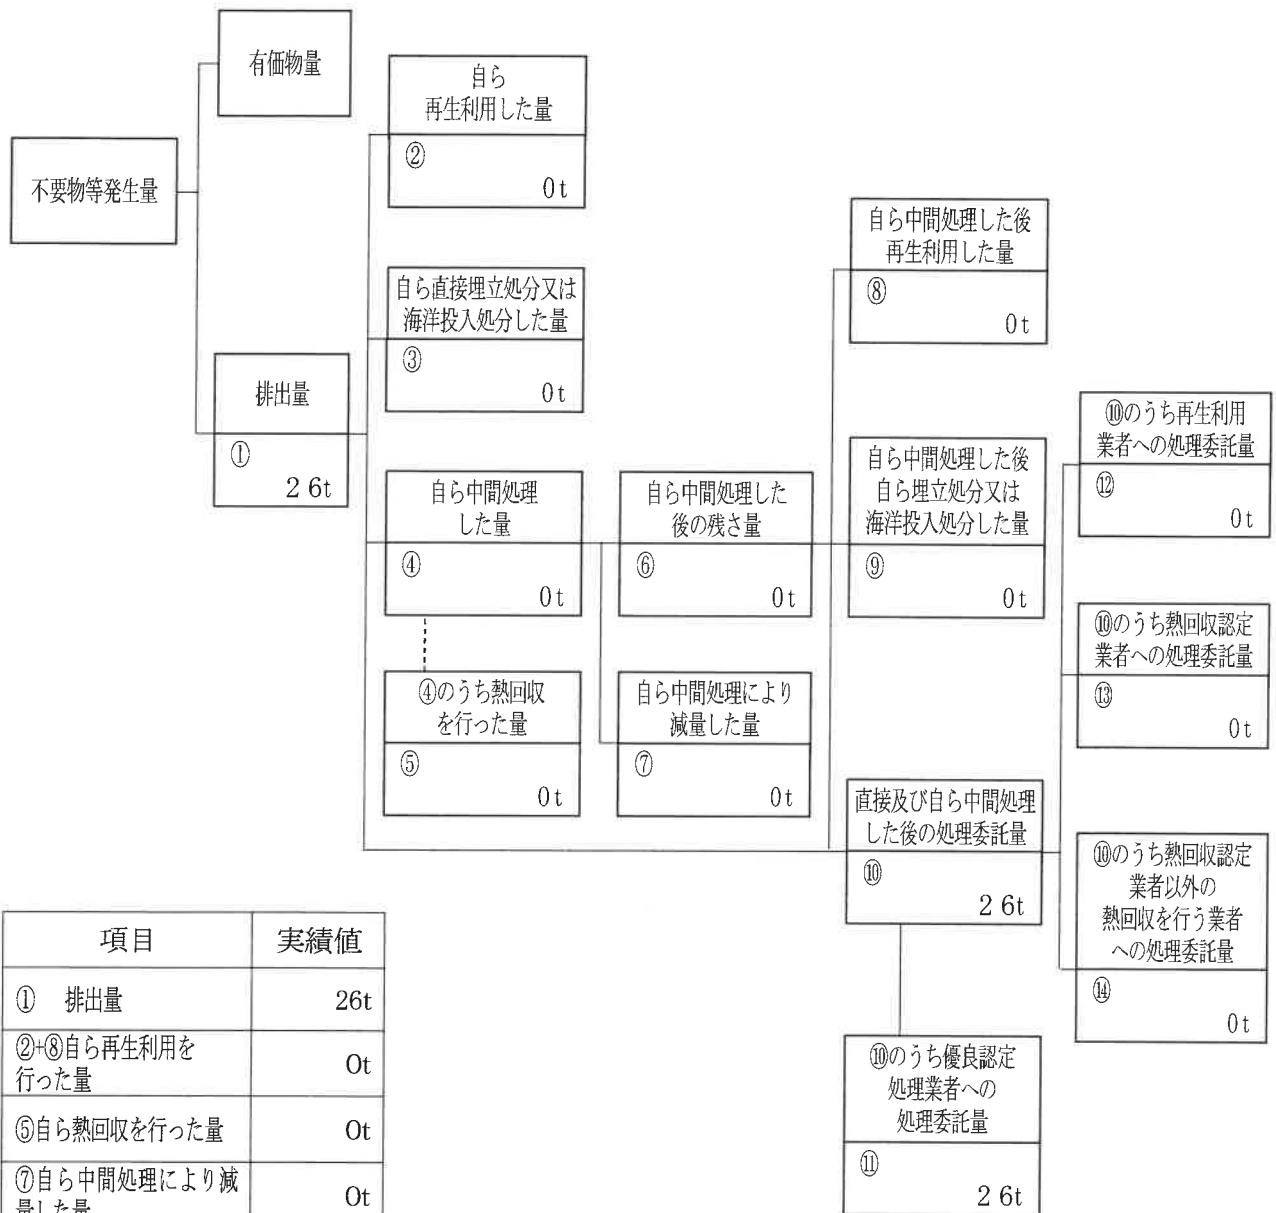 有価物量
不要物等発生量
排出量
①
2 6t
自ら
再生利用した量
②
0t
自ら直接埋立処分又は
海洋投入処分した量
③
0t
自ら中間処理
した量
④
0t
④のうち熱回収
を行った量
⑤
0t
自ら中間処理した
後の残さ量
⑥
0t
自ら中間処理により
減量した量
⑦
0t
自ら中間処理した後
再生利用した量
⑧
0t
自ら中間処理した後
自ら埋立処分又は
海洋投入処分した量
⑨
0t
直接及び自ら中間処理
した後の処理委託量
⑩
2 6t
⑩のうち優良認定
処理業者への
処理委託量
⑪
2 6t
⑩のうち再生利用
業者への処理委託量
⑫
0t
⑩のうち熱回収認定
業者への処理委託量
⑬
0t
⑩のうち熱回収認定
業者以外の
熱回収を行う業者
への処理委託量
⑭
0t
項目 実績値
① 排出量 26t
②+⑧自ら再生利用を
行った量 0t
⑤自ら熱回収を行った量 0t
⑦自ら中間処理により減
量した量 0t